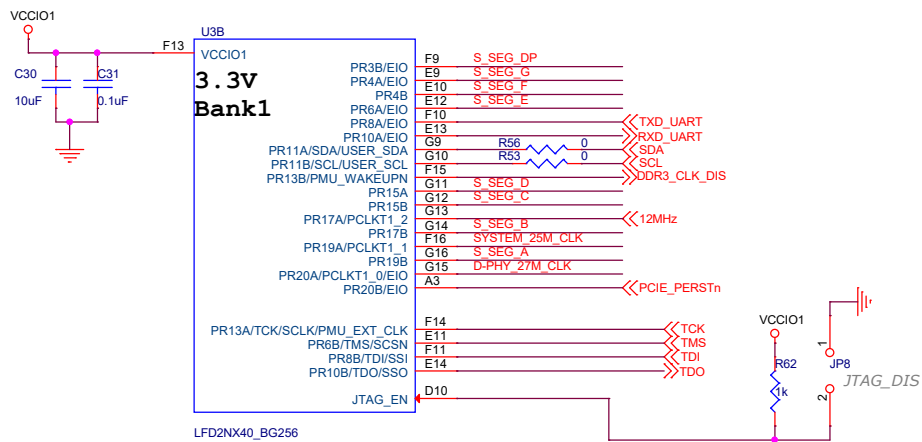 VCCIO1
U3B
F13
VCCIO1
C30
C31
10uF
0.1uF
3.3V
Bank1
PR3B/EIO F9 S_SEG_DP
PR4A/EIO E9 S_SEG_G
PR4B E10 S_SEG_F
PR6A/EIO E12 S_SEG_E
PR8A/EIO F10 TXD_UART
PR10A/EIO E13 RXD_UART
PR11A/SDA/USER_SDA G9 R56 0 SDA
PR11B/SCL/USER_SCL G10 R53 0 SCL
PR13B/PMU_WAKEUPN F15 DDR3_CLK_DIS
PR15A G11 S_SEG_D
PR15B G12 S_SEG_C
PR17A/PCLKT1_2 G13 12MHz
PR17B G14 S_SEG_B
PR19A/PCLKT1_1 F16 SYSTEM_25M_CLK
PR19B G16 S_SEG_A
PR20A/PCLKT1_0/EIO G15 D-PHY_27M_CLK
PR20B/EIO A3 PCIE_PERSTn
PR13A/TCK/SCLK/PMU_EXT_CLK F14 TCK
PR6B/TMS/SCSN E11 TMS
PR8B/TDI/SSI F11 TDI
PR10B/TDO/SSO E14 TDO
JTAG_EN D10
VCCIO1
R62
1k
1
JP8
2
JTAG_DIS
LFD2NX40_BG256